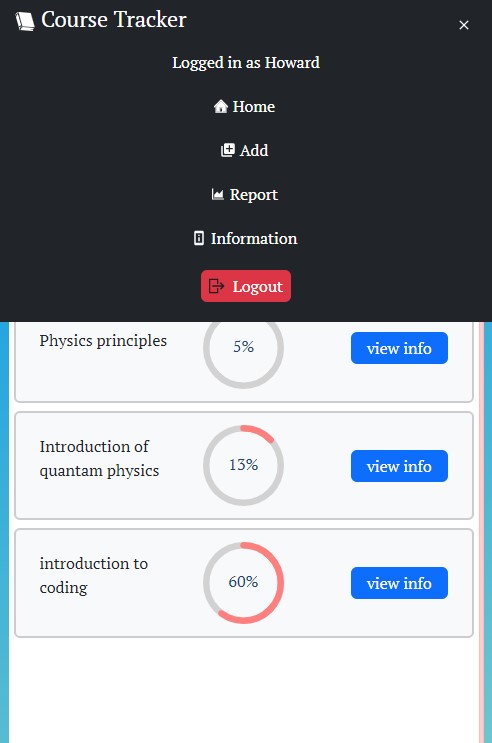 Course Tracker
×
Logged in as Howard
Home
Add
Report
Information
Logout
Physics principles
5%
view info
Introduction of
quantam physics
13%
view info
introduction to
coding
60%
view info